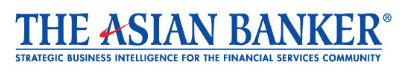 THE ASIAN BANKER®
STRATEGIC BUSINESS INTELLIGENCE FOR THE FINANCIAL SERVICES COMMUNITY